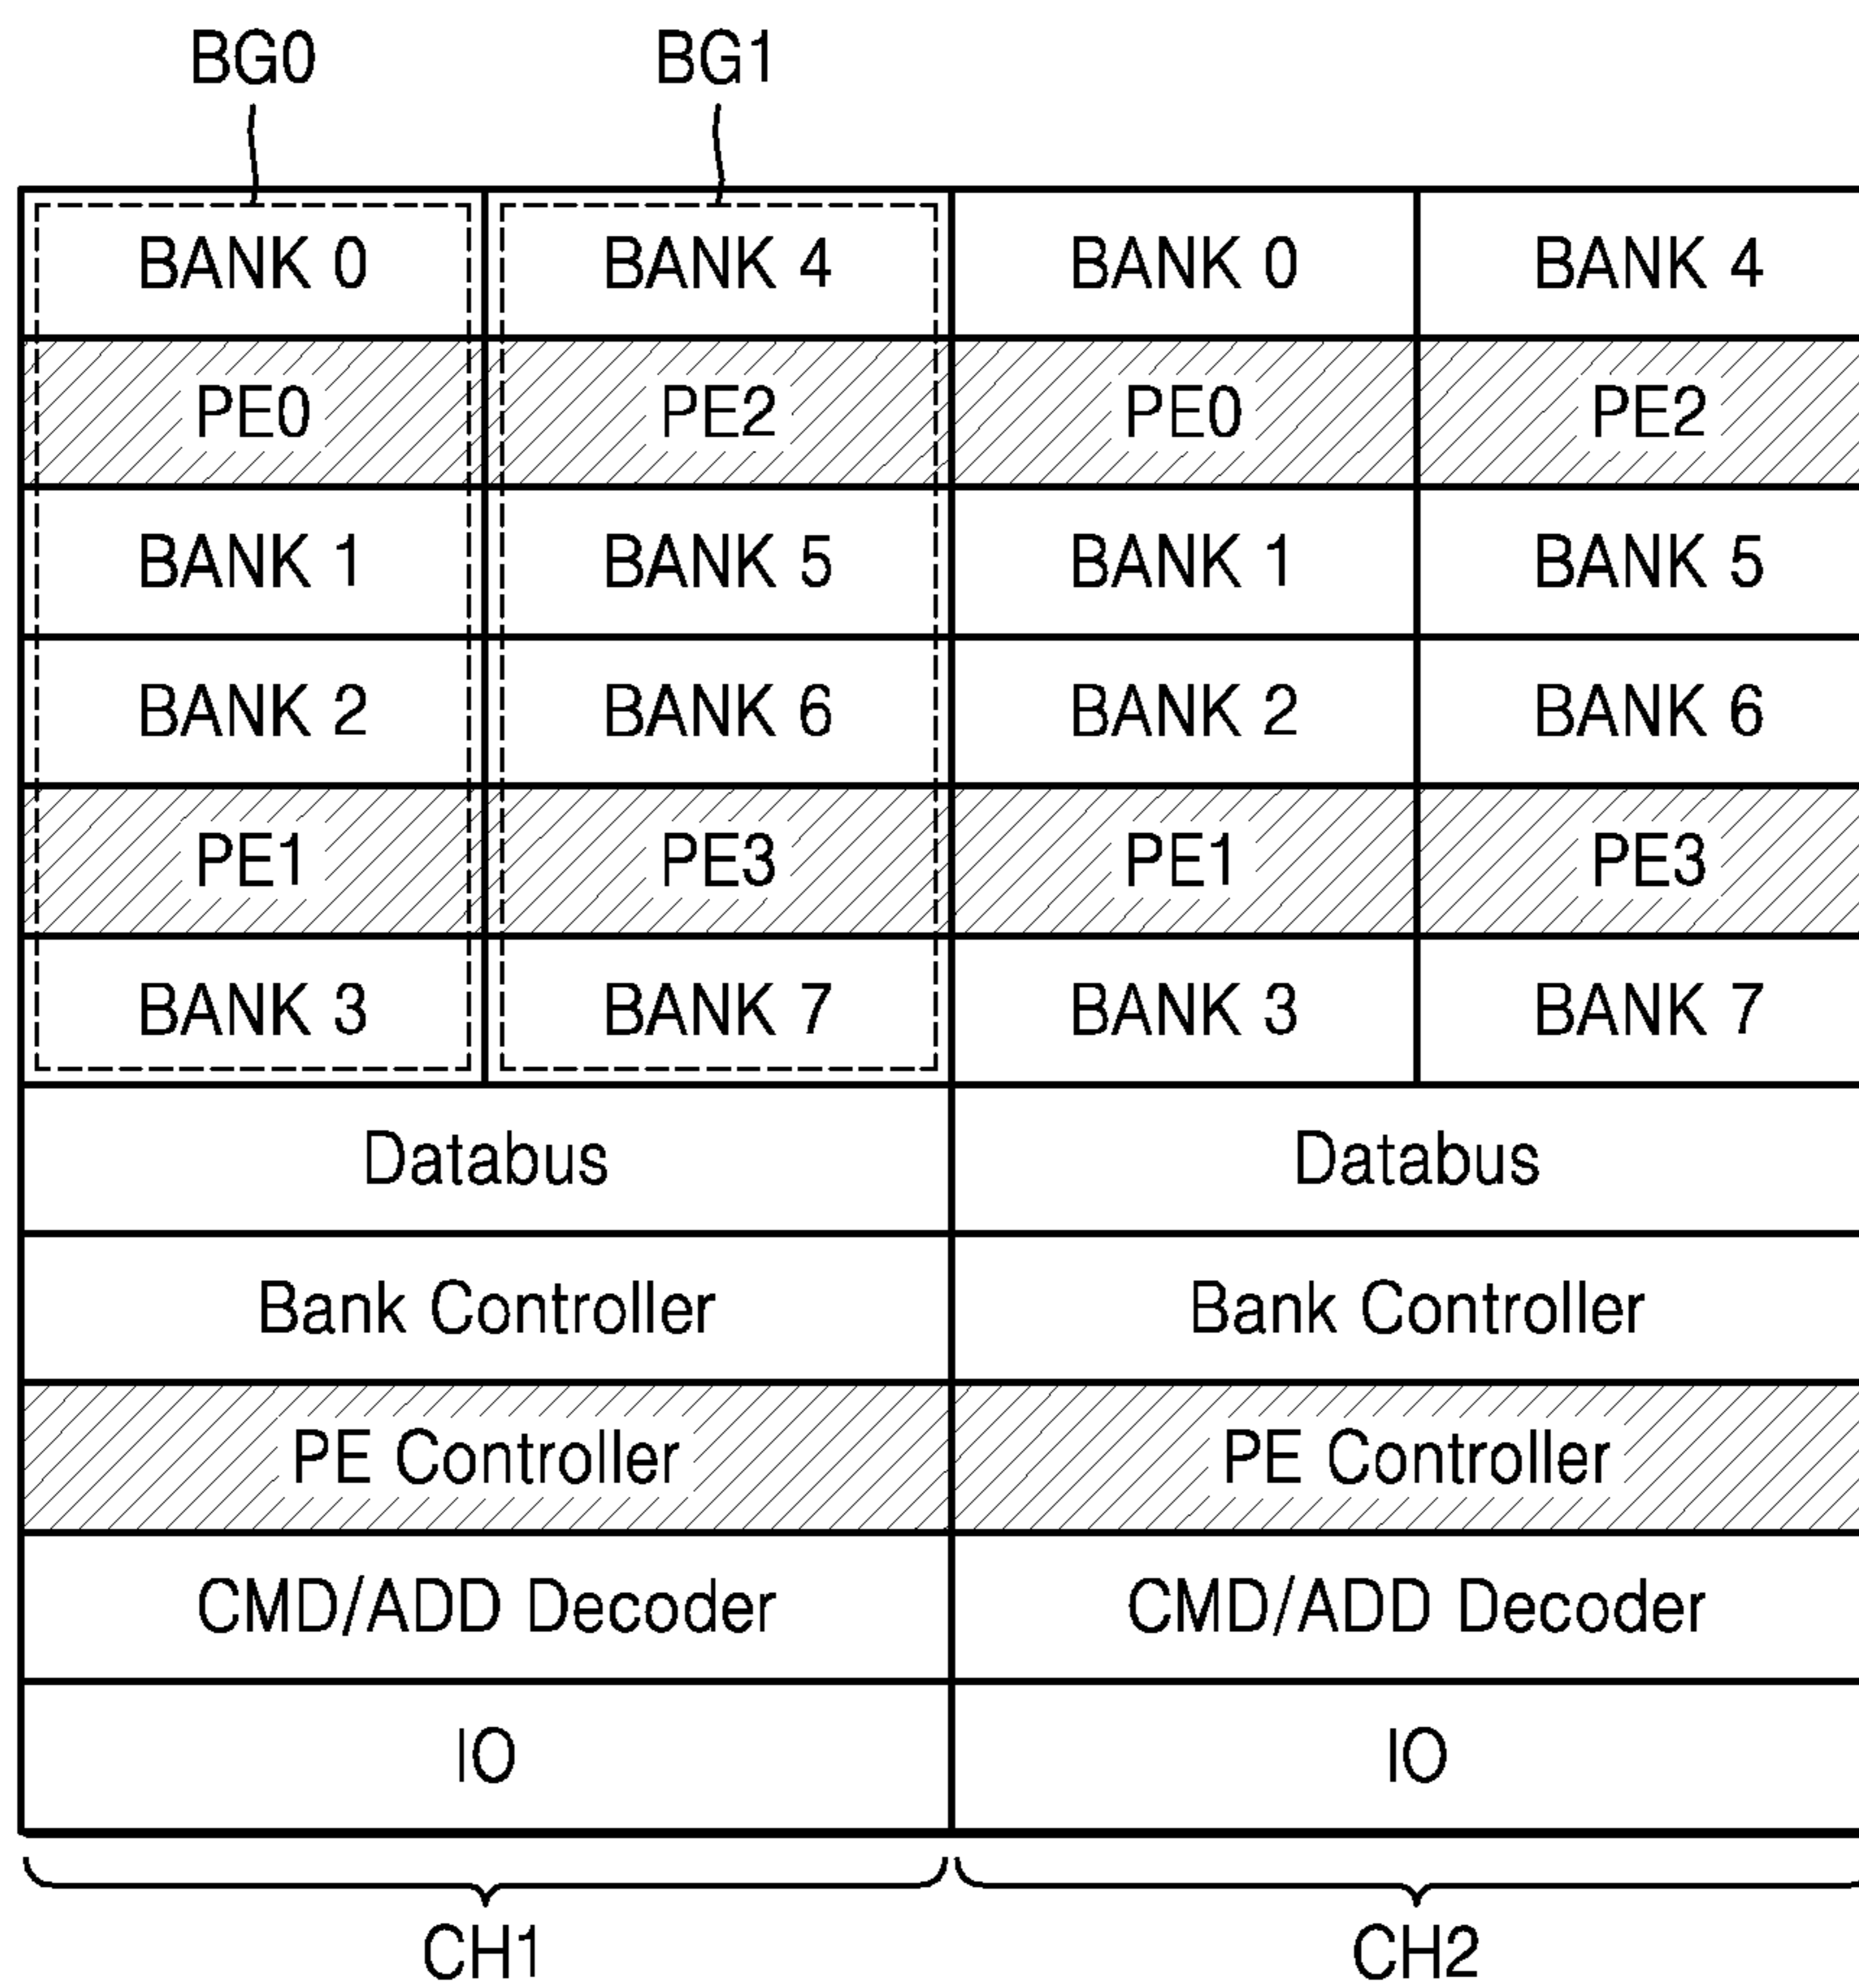 BG0 BG1
BANK 0 BANK 4 BANK 0 BANK 4
PE0 PE2 PE0 PE2
BANK 1 BANK 5 BANK 1 BANK 5
BANK 2 BANK 6 BANK 2 BANK 6
PE1 PE3 PE1 PE3
BANK 3 BANK 7 BANK 3 BANK 7
Databus Databus
Bank Controller Bank Controller
PE Controller PE Controller
CMD/ADD Decoder CMD/ADD Decoder
IO IO
CH1 CH2